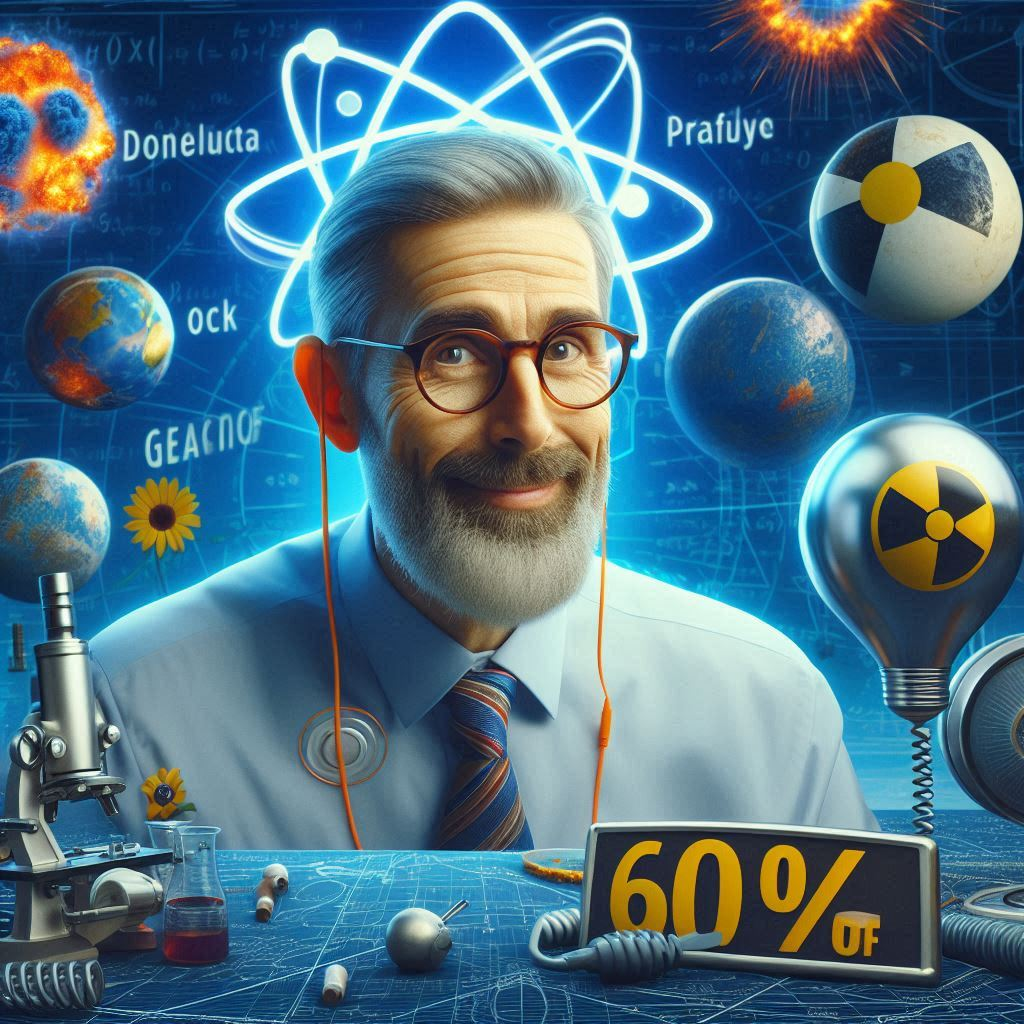 Donelucta
Prafulye
ock
GEACNOF
60%
OF